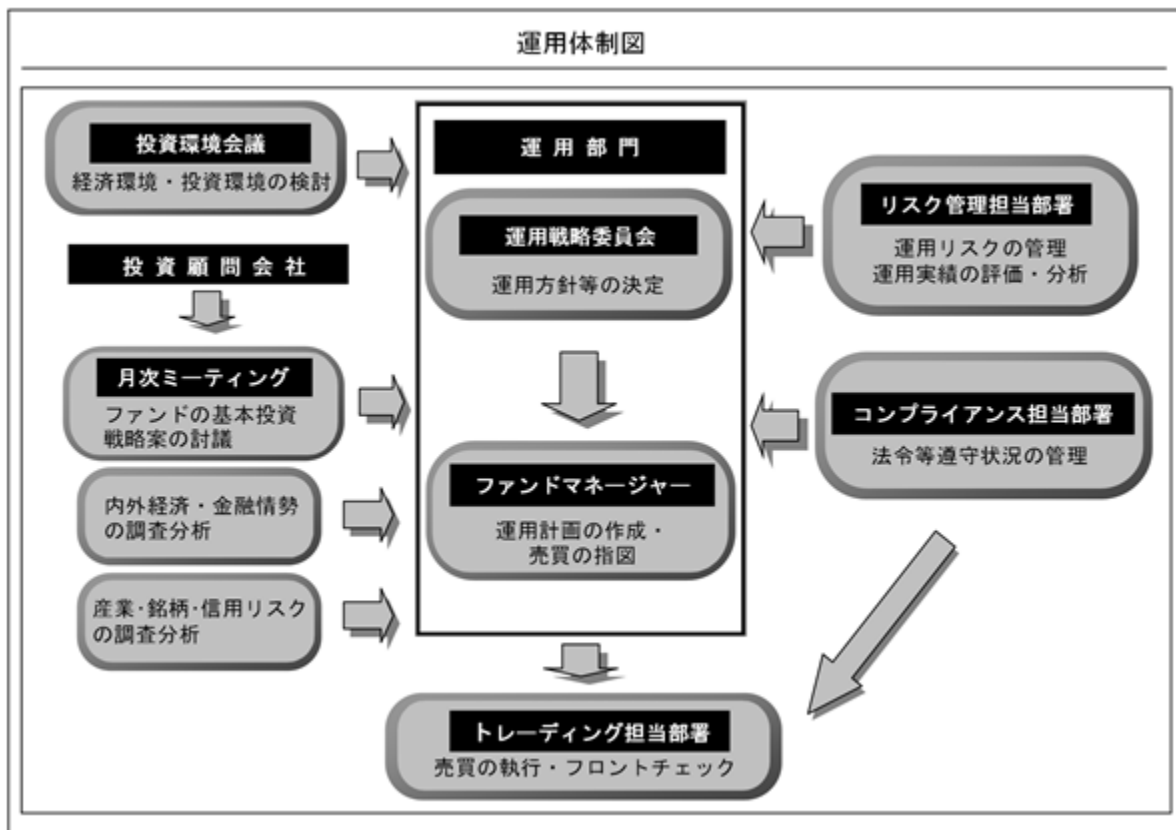 運用体制図
投資環境会議
経済環境・投資環境の検討
投資顧問会社
月次ミーティング
ファンドの基本投資
戦略案の討議
内外経済・金融情勢
の調査分析
産業・銘柄・信用リスク
の調査分析
運用部門
運用戦略委員会
運用方針等の決定
ファンドマネージャー
運用計画の作成・
売買の指図
リスク管理担当部署
運用リスクの管理
運用実績の評価・分析
コンプライアンス担当部署
法令等遵守状況の管理
トレーディング担当部署
売買の執行・フロントチェック